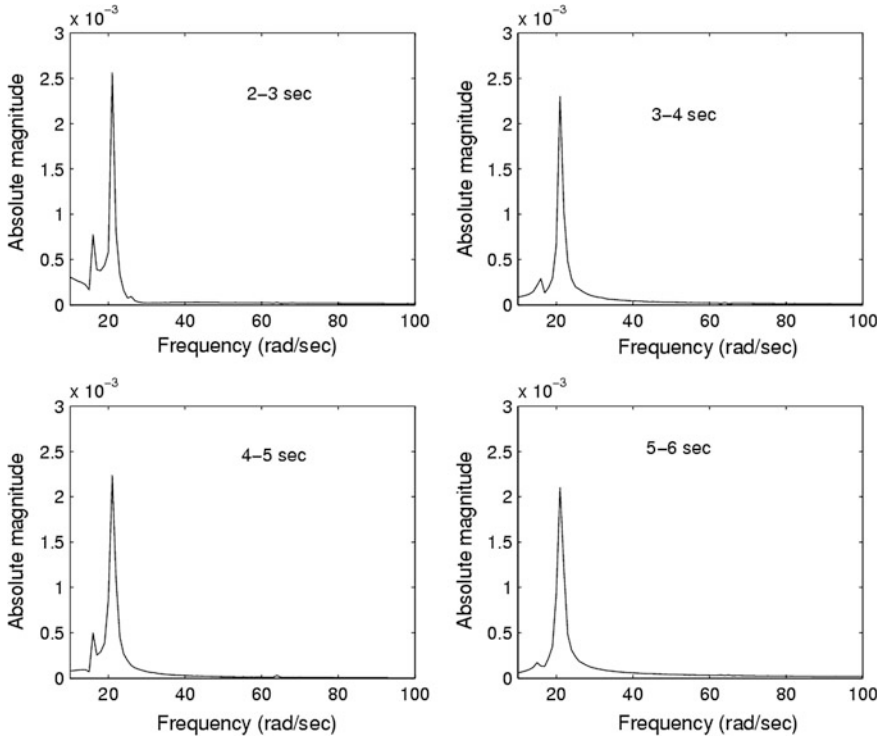 x 10⁻³
3
2.5
2
1.5
1
0.5
0
Absolute magnitude
2–3 sec
20 40 60 80 100
Frequency (rad/sec)
x 10⁻³
3
2.5
2
1.5
1
0.5
0
Absolute magnitude
3–4 sec
20 40 60 80 100
Frequency (rad/sec)
x 10⁻³
3
2.5
2
1.5
1
0.5
0
Absolute magnitude
4–5 sec
20 40 60 80 100
Frequency (rad/sec)
x 10⁻³
3
2.5
2
1.5
1
0.5
0
Absolute magnitude
5–6 sec
20 40 60 80 100
Frequency (rad/sec)